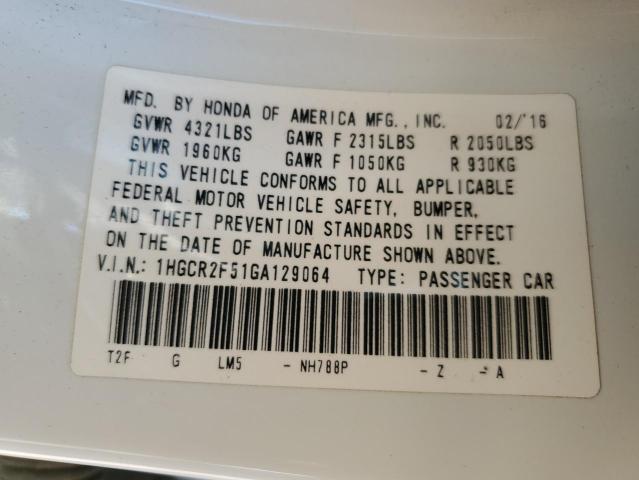 MFD. BY HONDA OF AMERICA MFG., INC. 02/'16
GVWR 4321LBS GAWR F 2315LBS R 2050LBS
GVWR 1960KG GAWR F 1050KG R 930KG
THIS VEHICLE CONFORMS TO ALL APPLICABLE
FEDERAL MOTOR VEHICLE SAFETY, BUMPER,
AND THEFT PREVENTION STANDARDS IN EFFECT
ON THE DATE OF MANUFACTURE SHOWN ABOVE.
V.I.N.: 1HGCR2F51GA129064 TYPE: PASSENGER CAR
T2F G LM5 - NH788P - Z - A